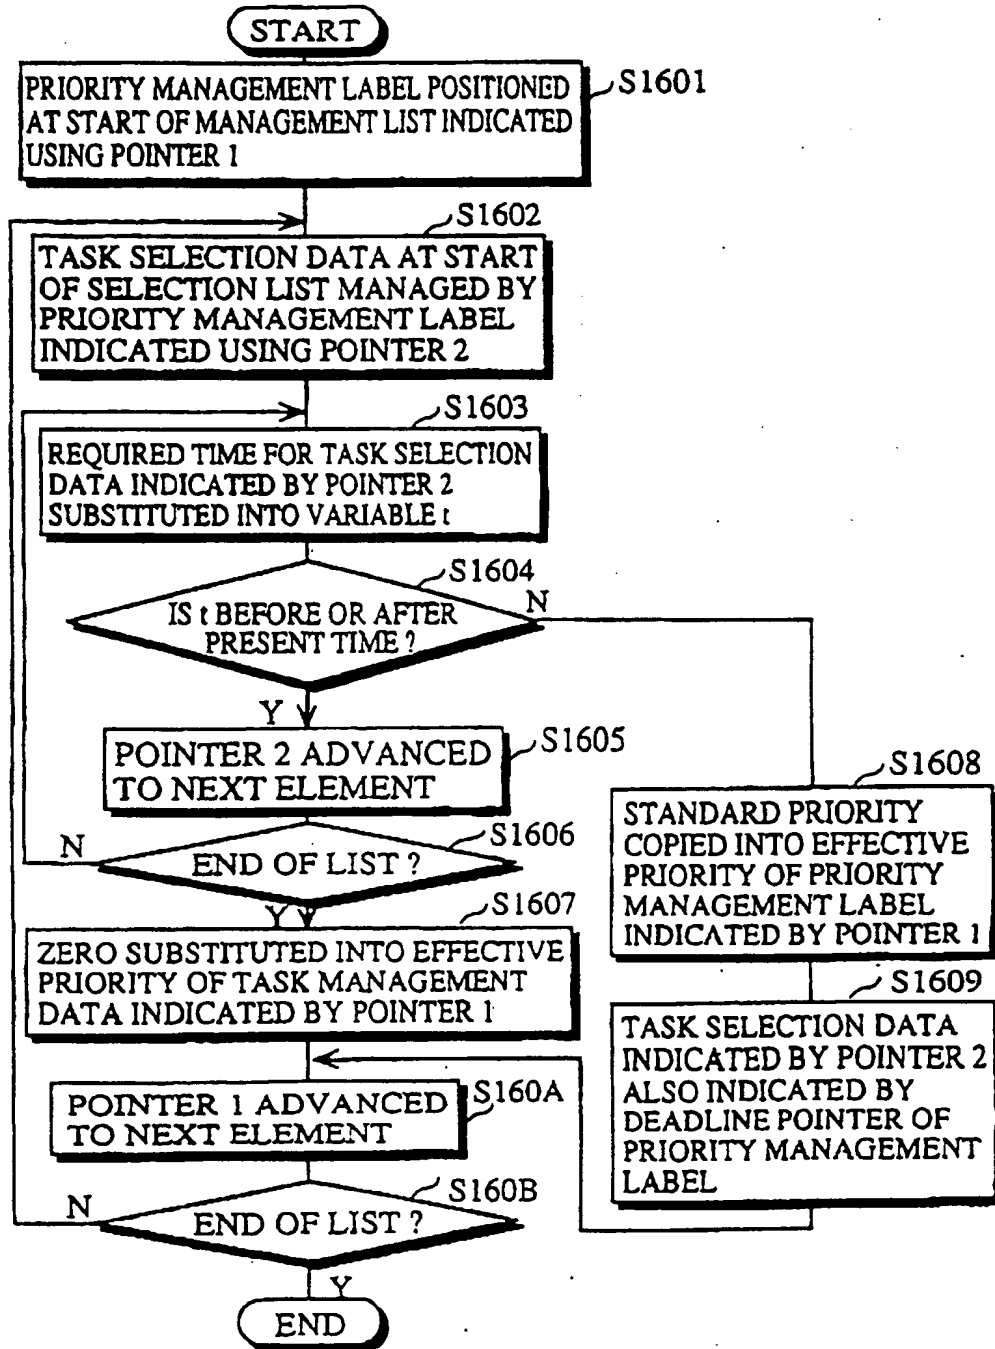 START
PRIORITY MANAGEMENT LABEL POSITIONED
AT START OF MANAGEMENT LIST INDICATED
USING POINTER 1
S1601
S1602
TASK SELECTION DATA AT START
OF SELECTION LIST MANAGED BY
PRIORITY MANAGEMENT LABEL
INDICATED USING POINTER 2
S1603
REQUIRED TIME FOR TASK SELECTION
DATA INDICATED BY POINTER 2
SUBSTITUTED INTO VARIABLE t
S1604
IS t BEFORE OR AFTER
PRESENT TIME ?
N
Y
POINTER 2 ADVANCED
TO NEXT ELEMENT
S1605
S1606
END OF LIST ?
N
Y
S1607
ZERO SUBSTITUTED INTO EFFECTIVE
PRIORITY OF TASK MANAGEMENT
DATA INDICATED BY POINTER 1
S1608
STANDARD PRIORITY
COPIED INTO EFFECTIVE
PRIORITY OF PRIORITY
MANAGEMENT LABEL
INDICATED BY POINTER 1
S1609
TASK SELECTION DATA
INDICATED BY POINTER 2
ALSO INDICATED BY
DEADLINE POINTER OF
PRIORITY MANAGEMENT
LABEL
POINTER 1 ADVANCED
TO NEXT ELEMENT
S160A
S160B
END OF LIST ?
N
Y
END